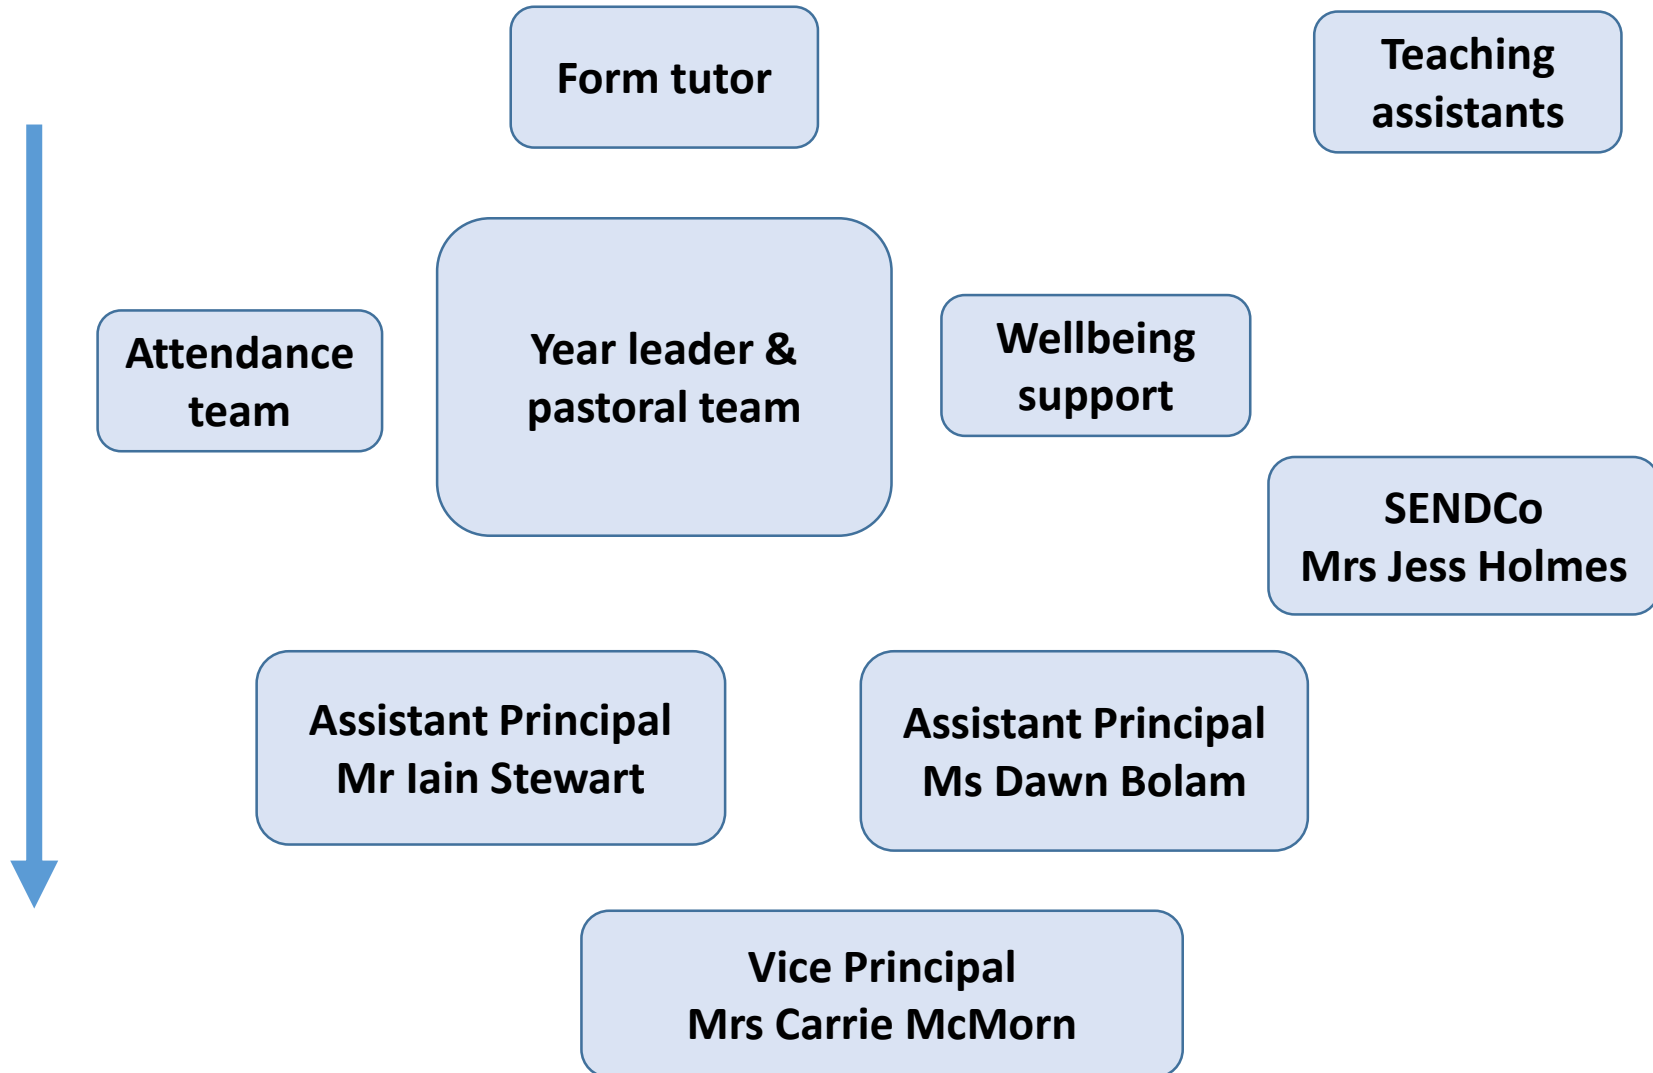 Form tutor
Teaching
assistants
Attendance
team
Year leader &
pastoral team
Wellbeing
support
SENDCo
Mrs Jess Holmes
Assistant Principal
Mr Iain Stewart
Assistant Principal
Ms Dawn Bolam
Vice Principal
Mrs Carrie McMorn